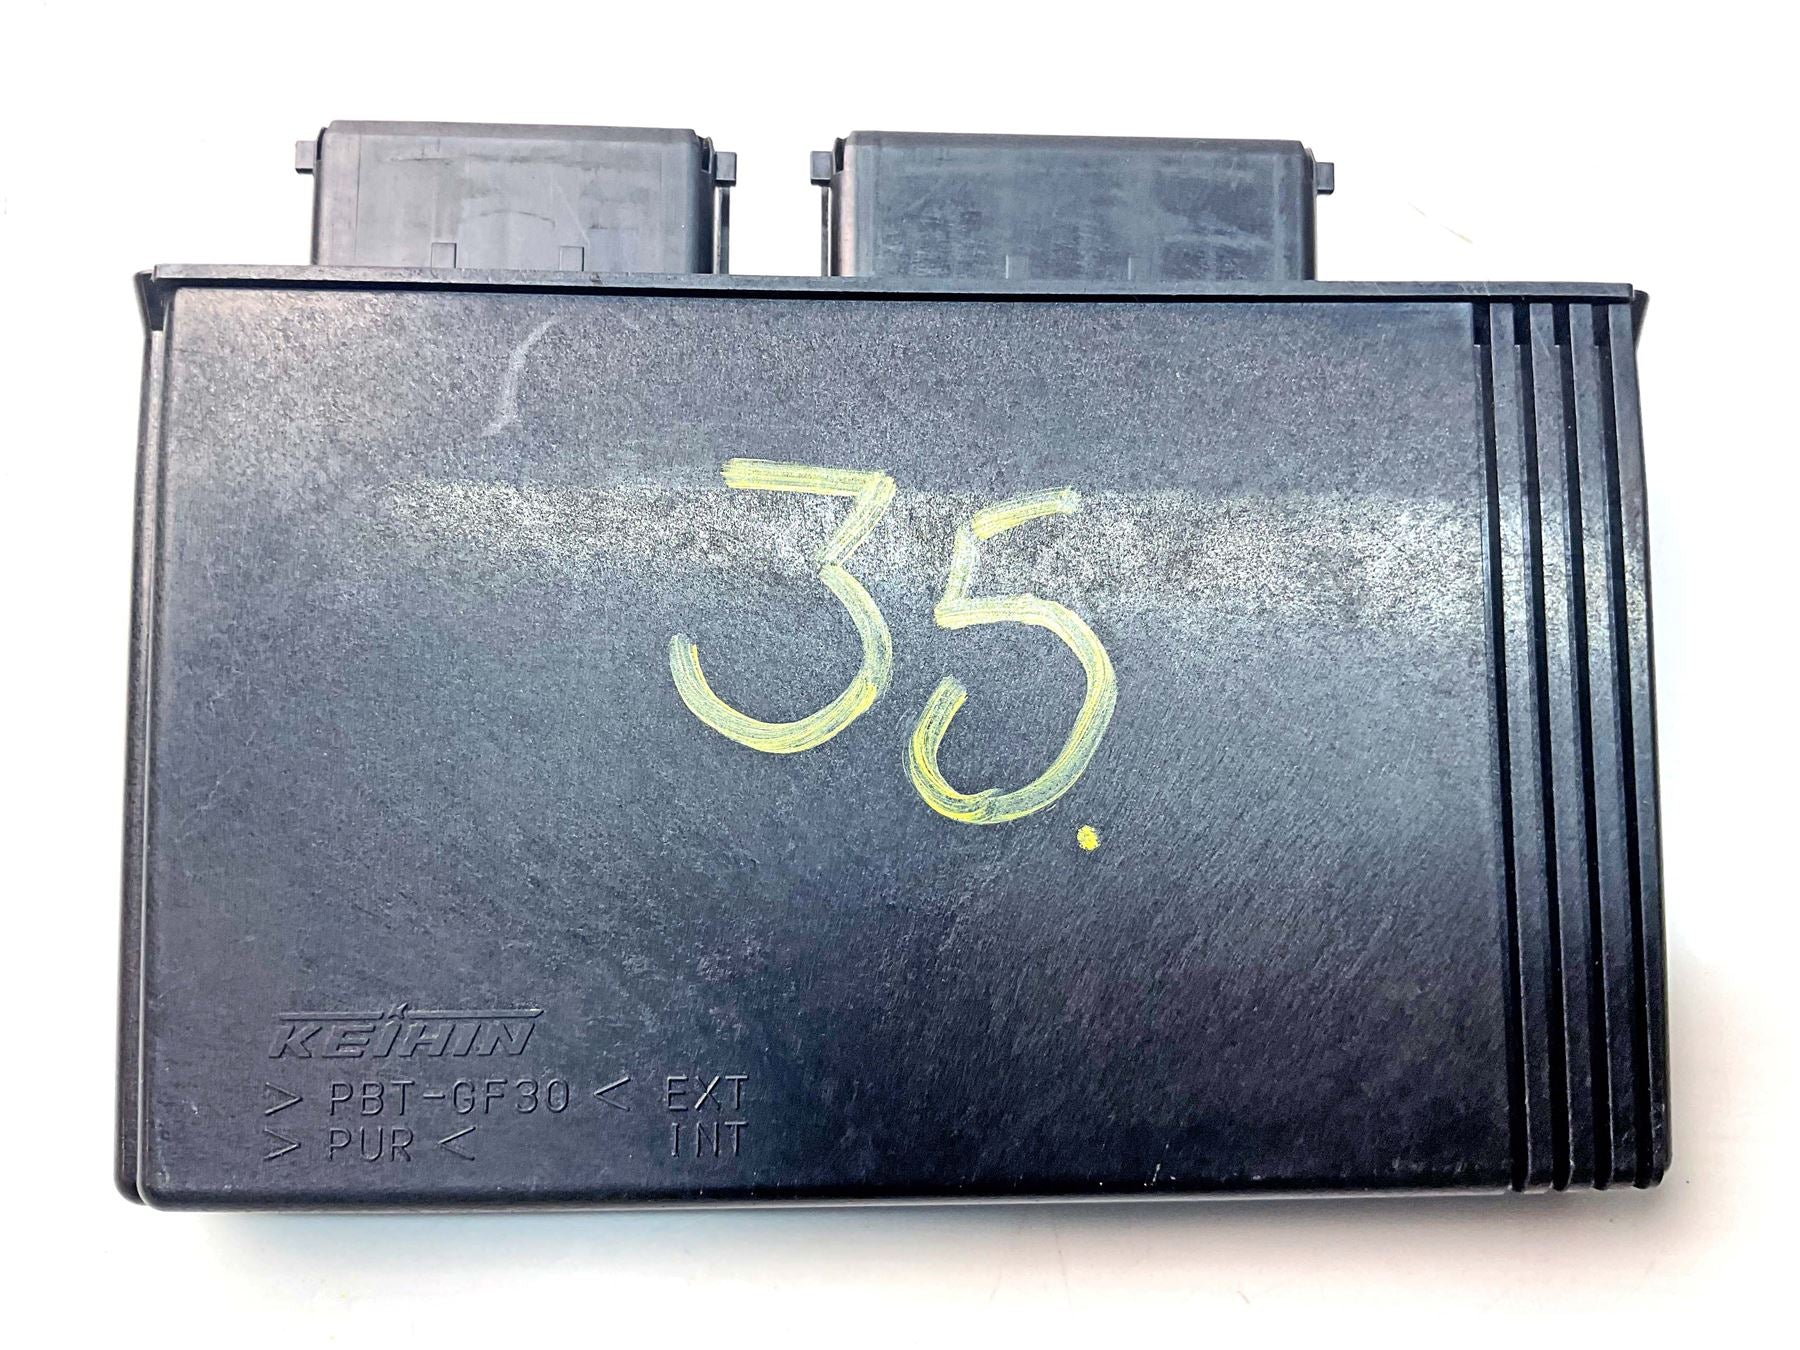 35.
KEIHIN
> PBT-GF30 < EXT
> PUR < INT